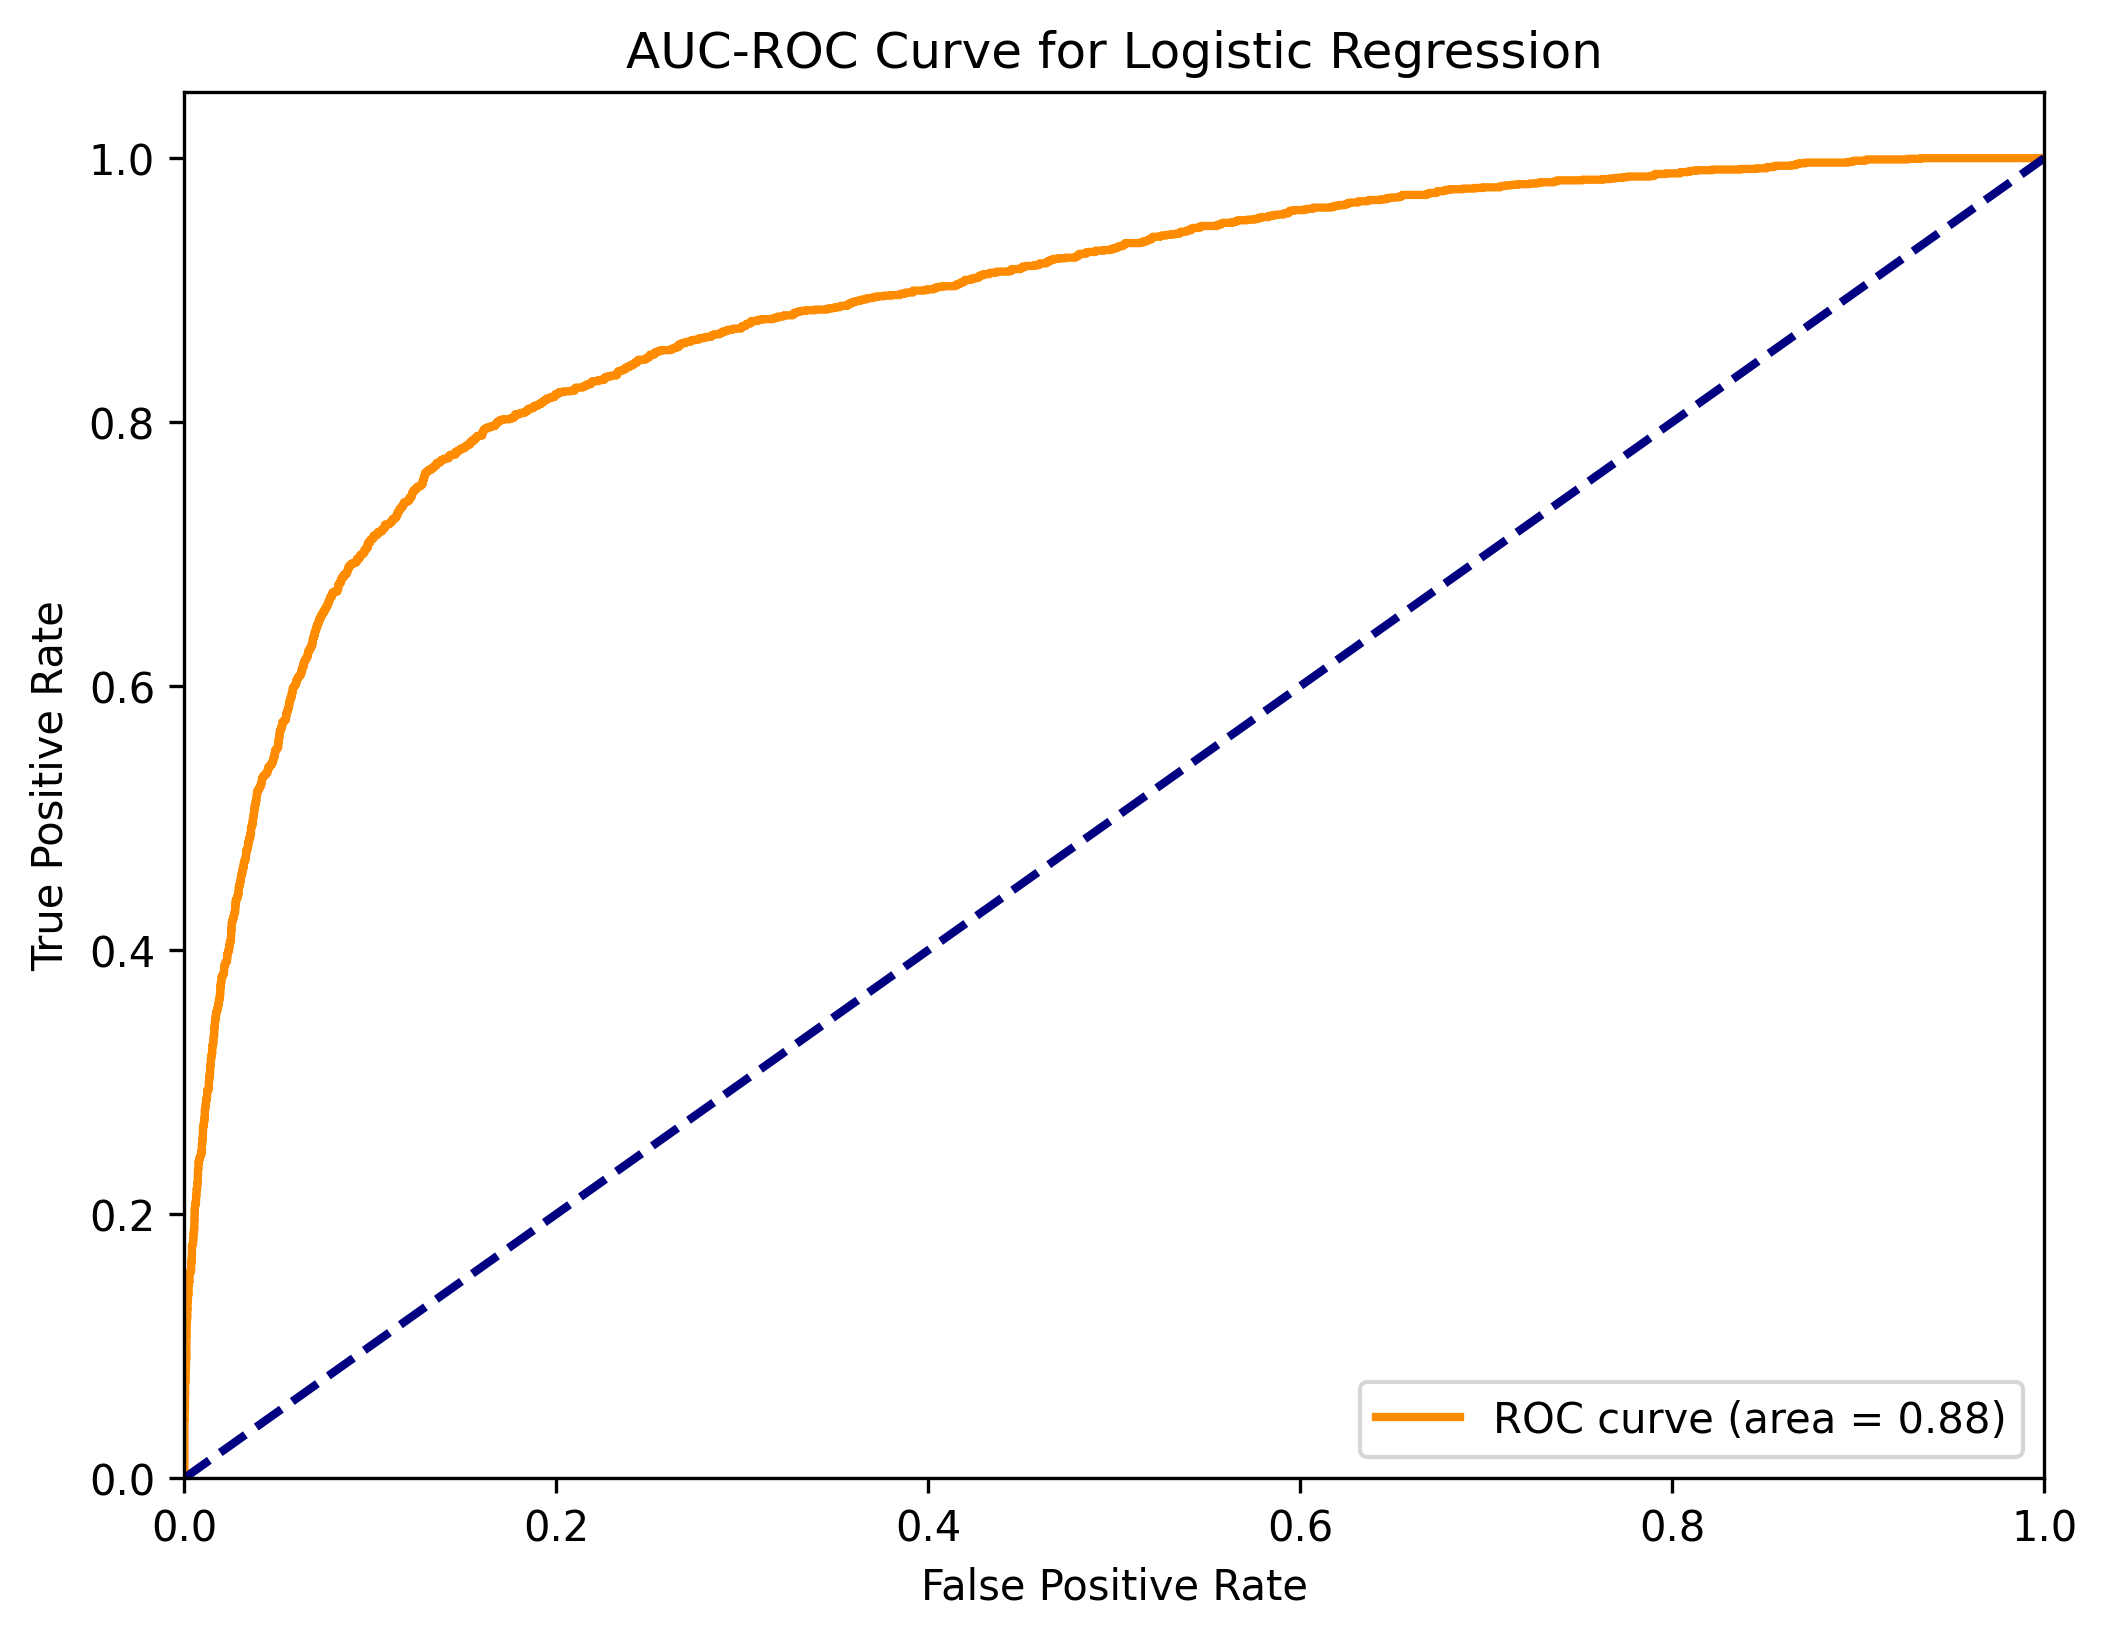 AUC-ROC Curve for Logistic Regression
1.0
0.8
0.6
0.4
0.2
0.0
True Positive Rate
ROC curve (area = 0.88)
0.0 0.2 0.4 0.6 0.8 1.0
False Positive Rate